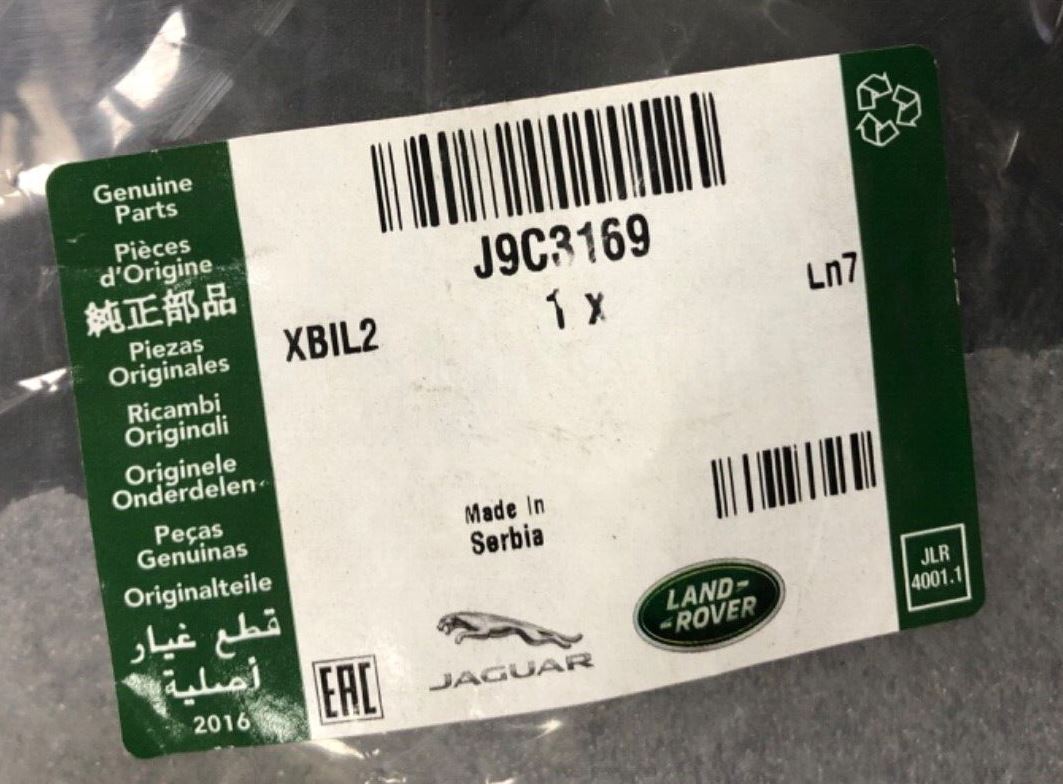 Genuine
Parts
Pièces
d'Origine
純正部品
Piezas
Originales
Ricambi
Originali
Originele
Onderdelen
Peças
Genuinas
Originalteile
قطع غيار
أصلية
2016
J9C3169
1 x
Ln7
XBIL2
Made In
Serbia
EAC
JAGUAR
LAND-
-ROVER
JLR
4001.1